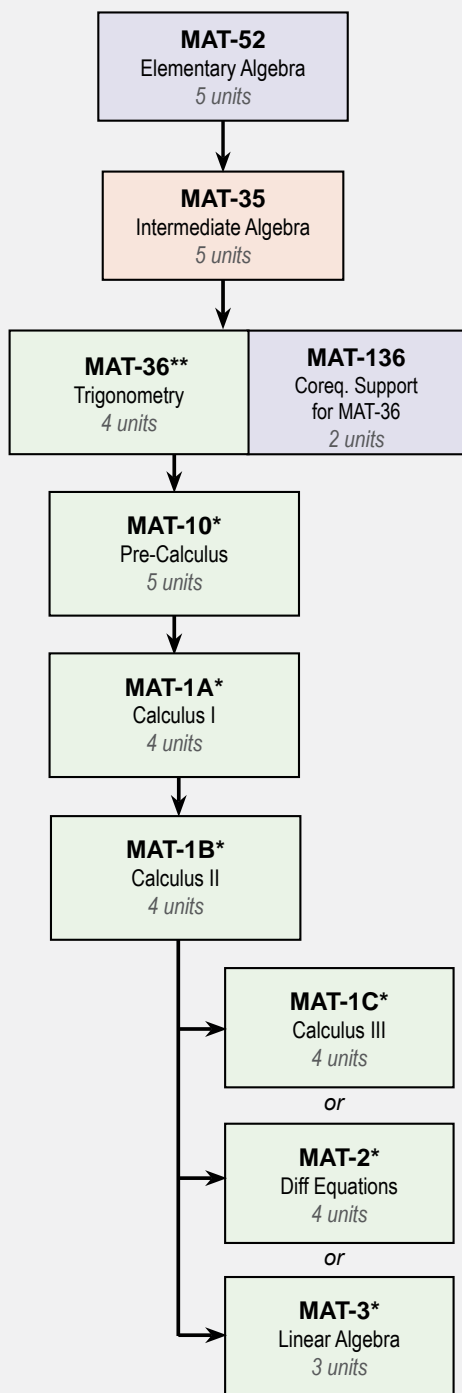 MAT-52
Elementary Algebra
5 units
MAT-35
Intermediate Algebra
5 units
MAT-36**
Trigonometry
4 units
MAT-136
Coreq. Support
for MAT-36
2 units
MAT-10*
Pre-Calculus
5 units
MAT-1A*
Calculus I
4 units
MAT-1B*
Calculus II
4 units
MAT-1C*
Calculus III
4 units
or
MAT-2*
Diff Equations
4 units
or
MAT-3*
Linear Algebra
3 units